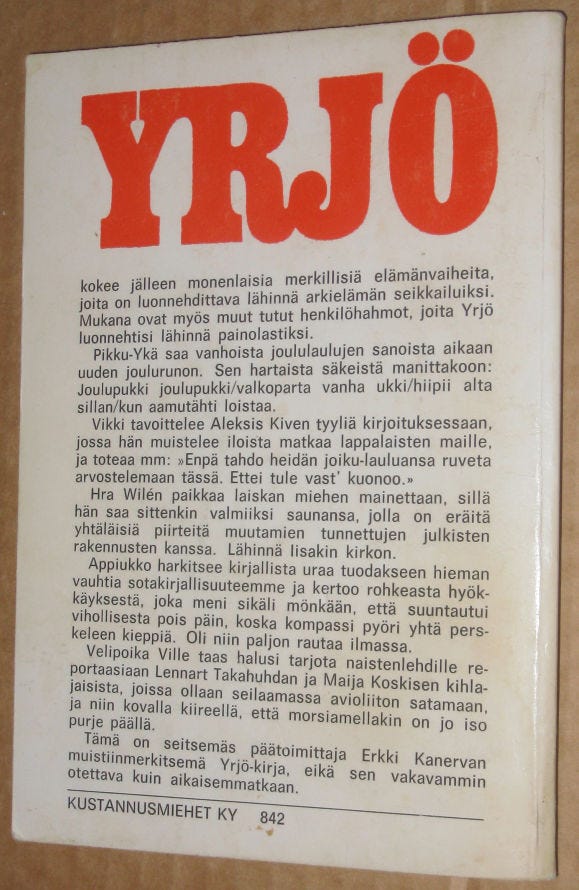 YRJÖ
kokee jälleen monenlaisia merkillisiä elämänvaiheita,
joita on luonnehdittava lähinnä arkielämän seikkailuiksi.
Mukana ovat myös muut tutut henkilöhahmot, joita Yrjö
luonnehtisi lähinnä painolastiksi.
Pikku-Ykä saa vanhoista joululaulujen sanoista aikaan
uuden joulurunon. Sen hartaista säkeistä manittakoon:
Joulupukki joulupukki/valkoparta vanha ukki/hiipii alta
sillan/kun aamutähti loistaa.
Vikki tavoittelee Aleksis Kiven tyyliä kirjoituksessaan,
jossa hän muistelee iloista matkaa lappalaisten maille,
ja toteaa mm: »Enpä tahdo heidän joiku-lauluansa ruveta
arvostelemaan tässä. Ettei tule vast' kuonoo.»
Hra Wilén paikkaa laiskan miehen mainettaan, sillä
hän saa sittenkin valmiiksi saunansa, jolla on eräitä
yhtäläisiä piirteitä muutamien tunnettujen julkisten
rakennusten kanssa. Lähinnä Iisakin kirkon.
Appiukko harkitsee kirjallista uraa tuodakseen hieman
vauhtia sotakirjallisuuteemme ja kertoo rohkeasta hyök-
käyksestä, joka meni sikäli mönkään, että suuntautui
vihollisesta pois päin, koska kompassi pyöri yhtä pers-
keleen kieppiä. Oli niin paljon rautaa ilmassa.
Velipoika Ville taas halusi tarjota naistenlehdille re-
portaasiaan Lennart Takahuhdan ja Maija Koskisen kihla-
jaisista, joissa ollaan seilaamassa avioliiton satamaan,
ja niin kovalla kiireellä, että morsiamellakin on jo iso
purje päällä.
Tämä on seitsemäs päätoimittaja Erkki Kanervan
muistiinmerkitsemä Yrjö-kirja, eikä sen vakavammin
otettava kuin aikaisemmatkaan.
KUSTANNUSMIEHET KY 842